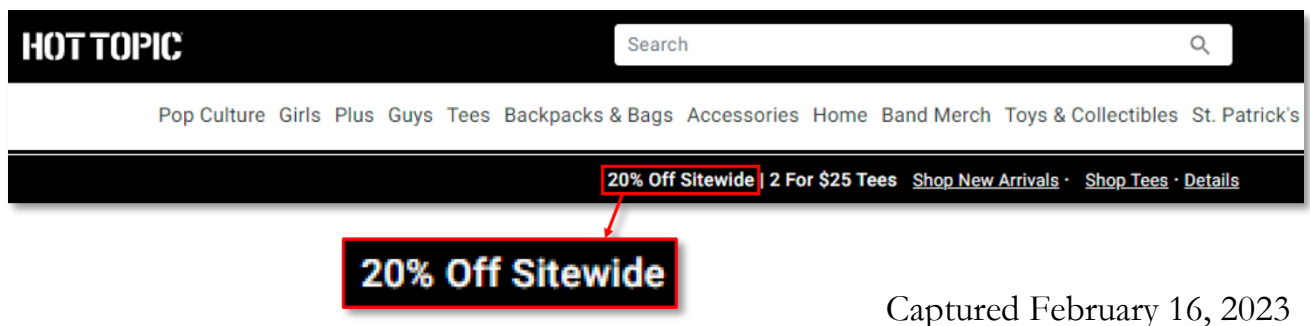 HOT TOPIC
Search
Pop Culture Girls Plus Guys Tees Backpacks & Bags Accessories Home Band Merch Toys & Collectibles St. Patrick's
20% Off Sitewide | 2 For $25 Tees Shop New Arrivals · Shop Tees · Details
20% Off Sitewide
Captured February 16, 2023